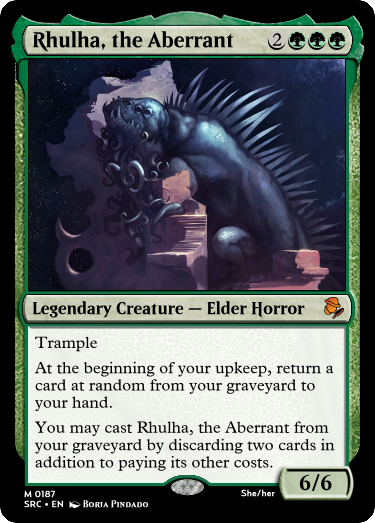 Rhulha, the Aberrant 2
Legendary Creature — Elder Horror
Trample
At the beginning of your upkeep, return a
card at random from your graveyard to
your hand.
You may cast Rhulha, the Aberrant from
your graveyard by discarding two cards in
addition to paying its other costs.
6/6
M 0187
She/her
SRC • EN Borja Pindado